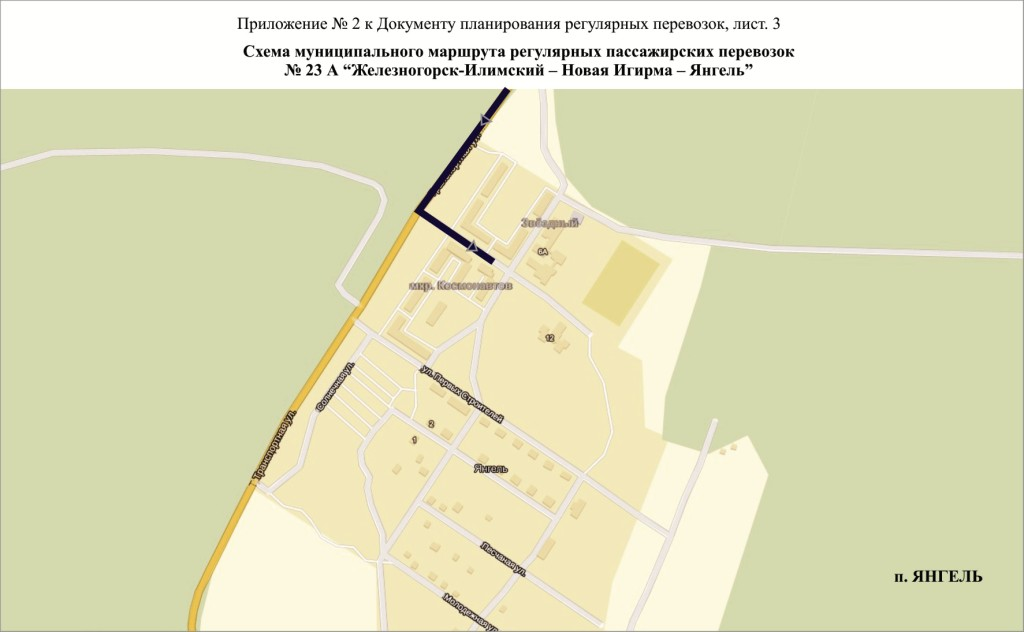 Приложение № 2 к Документу планирования регулярных перевозок, лист. 3
Схема муниципального маршрута регулярных пассажирских перевозок
№ 23 А “Железногорск-Илимский – Новая Игирма – Янгель”
Звёздный
6А
мкр. Космонавтов
12
ул. Первых Строителей
Солнечная ул.
2
1
Транспортная ул.
Янгель
Песчаная ул.
п. ЯНГЕЛЬ
Молодежная ул.